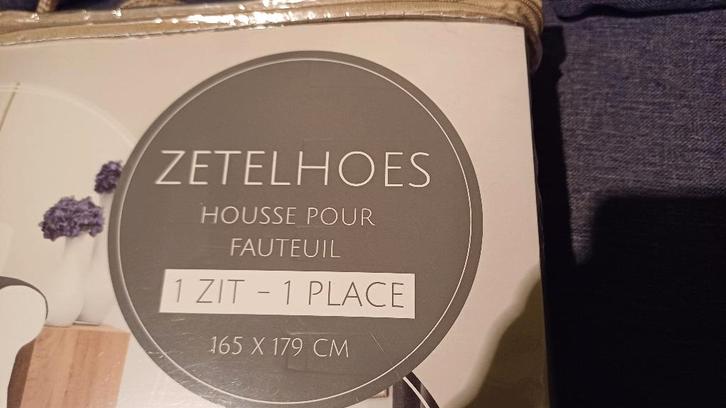 ZETELHOES
HOUSSE POUR
FAUTEUIL
1 ZIT - 1 PLACE
165 X 179 CM